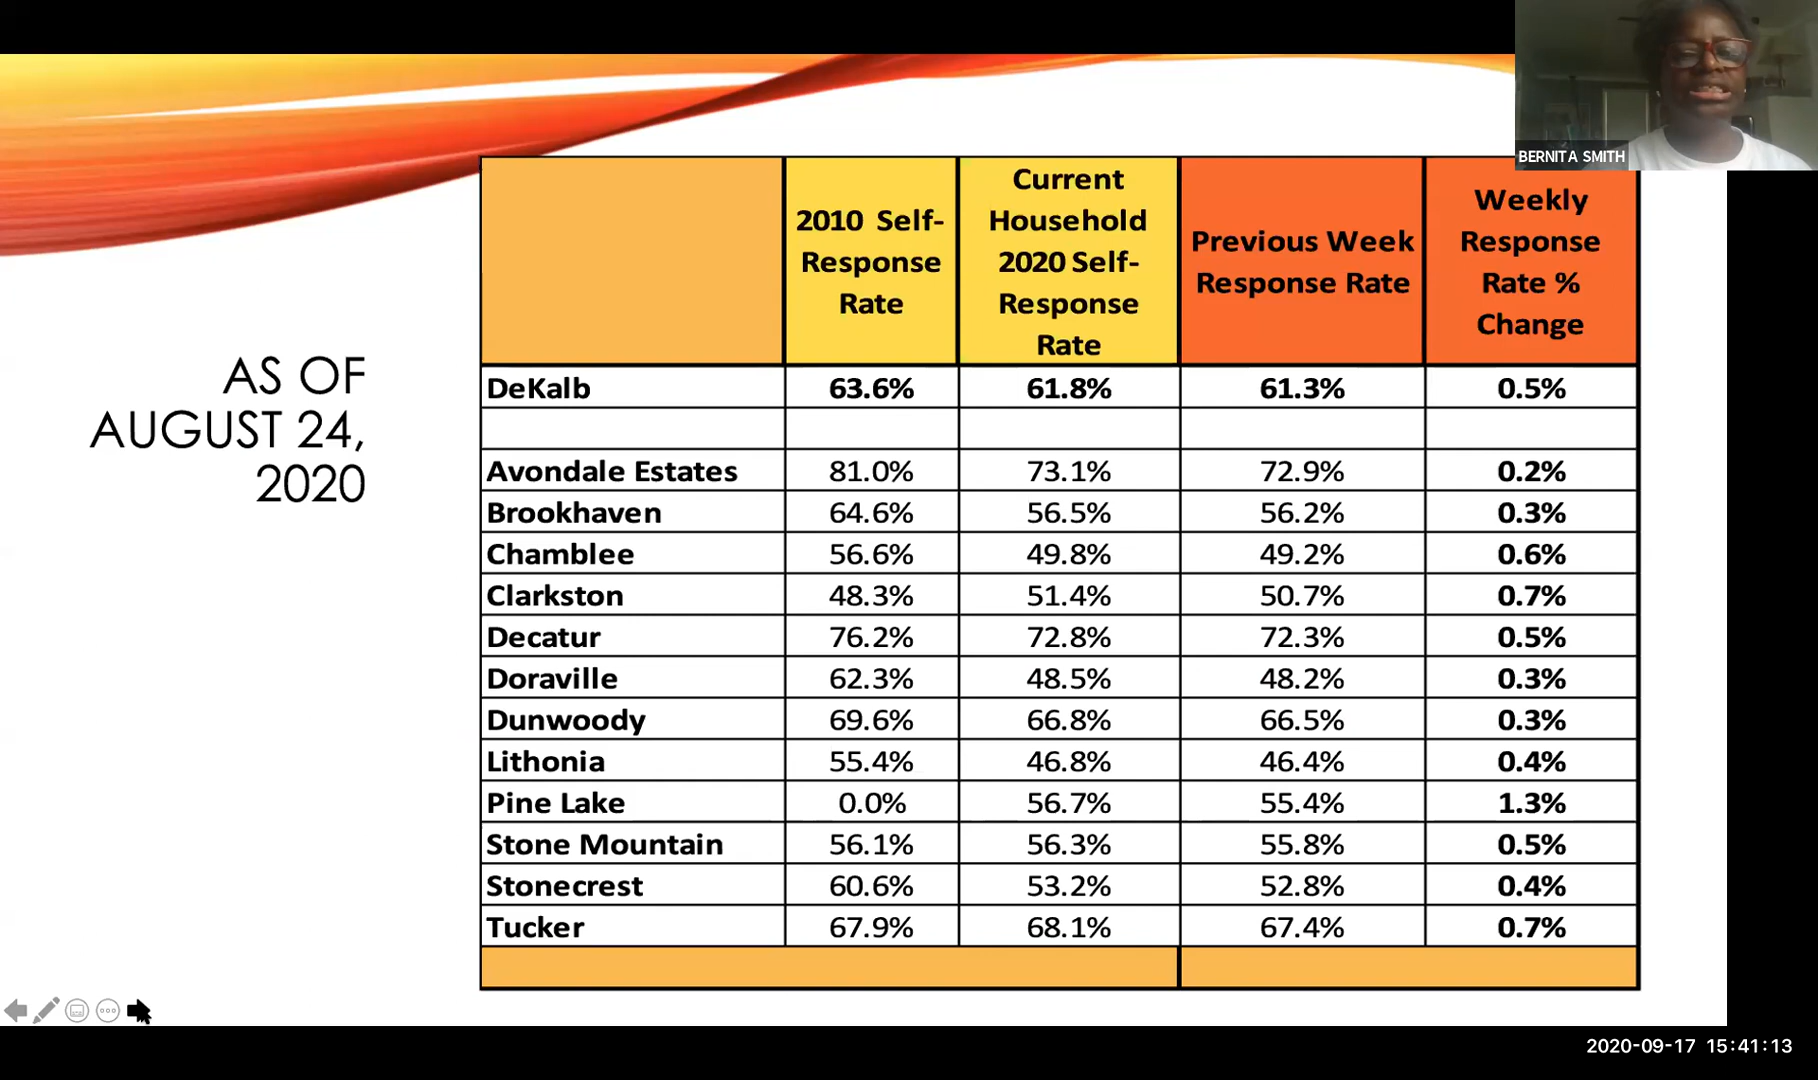 BERNITA SMITH
AS OF
AUGUST 24,
2020
2010 Self-
Response
Rate
Current
Household
2020 Self-
Response
Rate
Previous Week
Response Rate
Weekly
Response
Rate %
Change
DeKalb 63.6% 61.8% 61.3% 0.5%
Avondale Estates 81.0% 73.1% 72.9% 0.2%
Brookhaven 64.6% 56.5% 56.2% 0.3%
Chamblee 56.6% 49.8% 49.2% 0.6%
Clarkston 48.3% 51.4% 50.7% 0.7%
Decatur 76.2% 72.8% 72.3% 0.5%
Doraville 62.3% 48.5% 48.2% 0.3%
Dunwoody 69.6% 66.8% 66.5% 0.3%
Lithonia 55.4% 46.8% 46.4% 0.4%
Pine Lake 0.0% 56.7% 55.4% 1.3%
Stone Mountain 56.1% 56.3% 55.8% 0.5%
Stonecrest 60.6% 53.2% 52.8% 0.4%
Tucker 67.9% 68.1% 67.4% 0.7%
2020-09-17 15:41:13